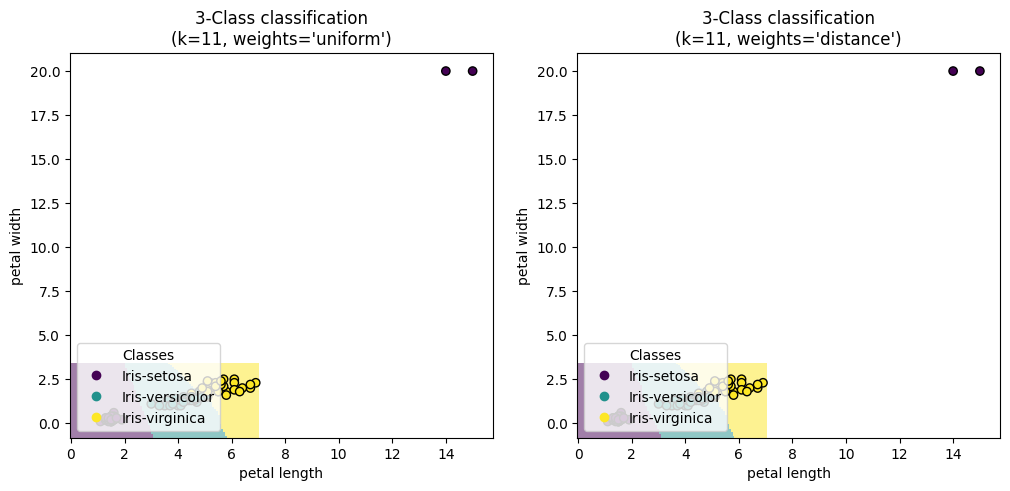 3-Class classification
(k=11, weights='uniform')
20.0
17.5
15.0
12.5
10.0
7.5
5.0
2.5
0.0
petal width
Classes
Iris-setosa
Iris-versicolor
Iris-virginica
0 2 4 6 8 10 12 14
petal length
3-Class classification
(k=11, weights='distance')
20.0
17.5
15.0
12.5
10.0
7.5
5.0
2.5
0.0
petal width
Classes
Iris-setosa
Iris-versicolor
Iris-virginica
0 2 4 6 8 10 12 14
petal length